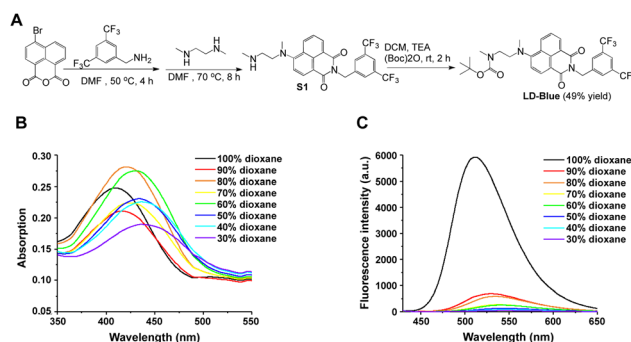 A
Br
CF3
F3C
NH2
O O O
DMF , 50 ºC, 4 h
H
N
N
H
DMF , 70 ºC, 8 h
HN
N
O
N
O
CF3
CF3
S1
DCM, TEA
(Boc)2O, rt, 2 h
N
N
O
O
O
N
O
CF3
CF3
LD-Blue (49% yield)
B
0.30
0.25
0.20
0.15
0.10
0.05
Absorption
350 400 450 500 550
Wavelength (nm)
100% dioxane
90% dioxane
80% dioxane
70% dioxane
60% dioxane
50% dioxane
40% dioxane
30% dioxane
C
6000
5000
4000
3000
2000
1000
0
Fluorescence intensity (a.u.)
450 500 550 600 650
Wavelength (nm)
100% dioxane
90% dioxane
80% dioxane
70% dioxane
60% dioxane
50% dioxane
40% dioxane
30% dioxane